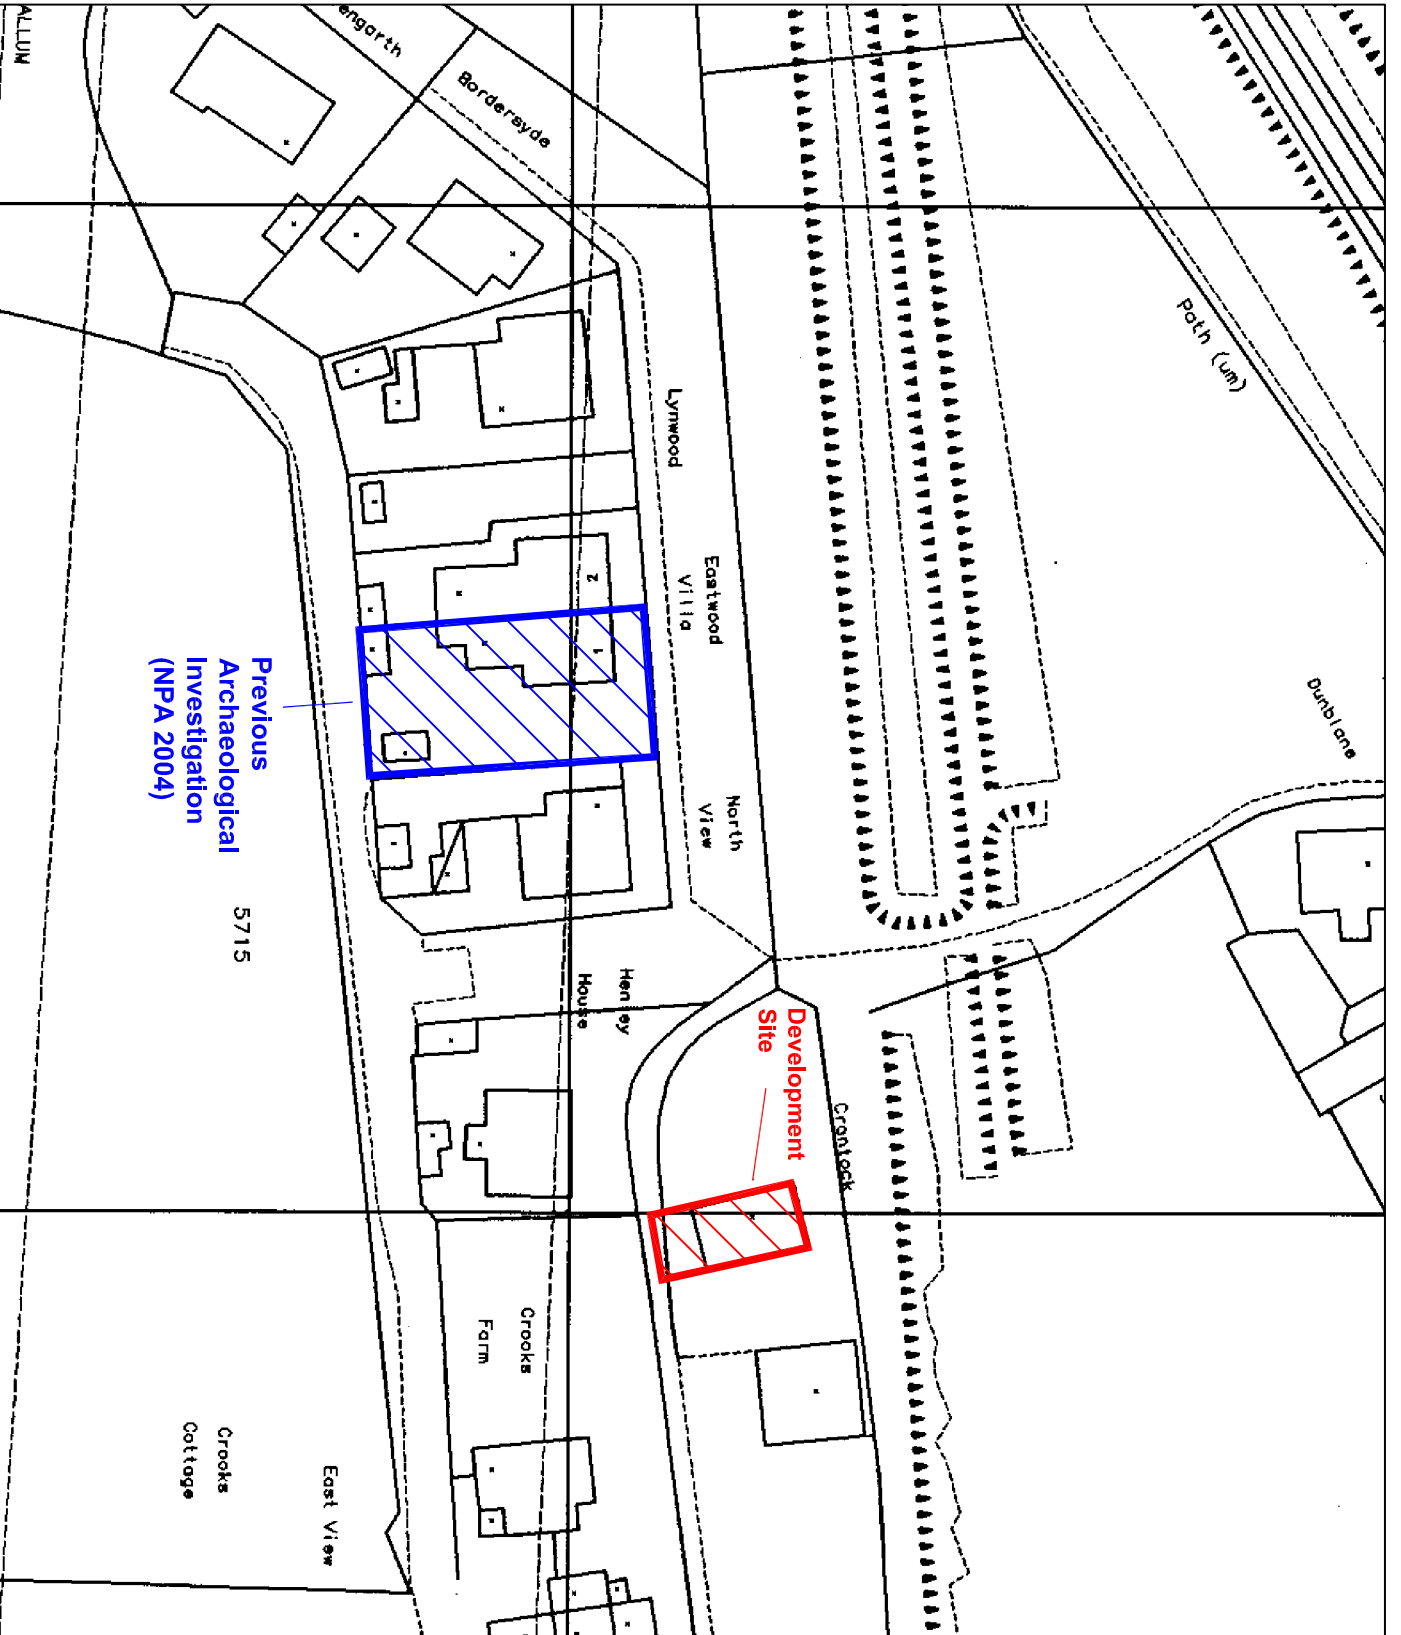 ALLUM
engarth
Bordersyde
Path (um)
Lynwood
Eastwood
Villa
2
1
Dunblane
Previous
Archaeological
Investigation
(NPA 2004)
North
View
5715
Henley
House
Development
Site
Crantock
Crooks
Farm
Crooks
Cottage
East View